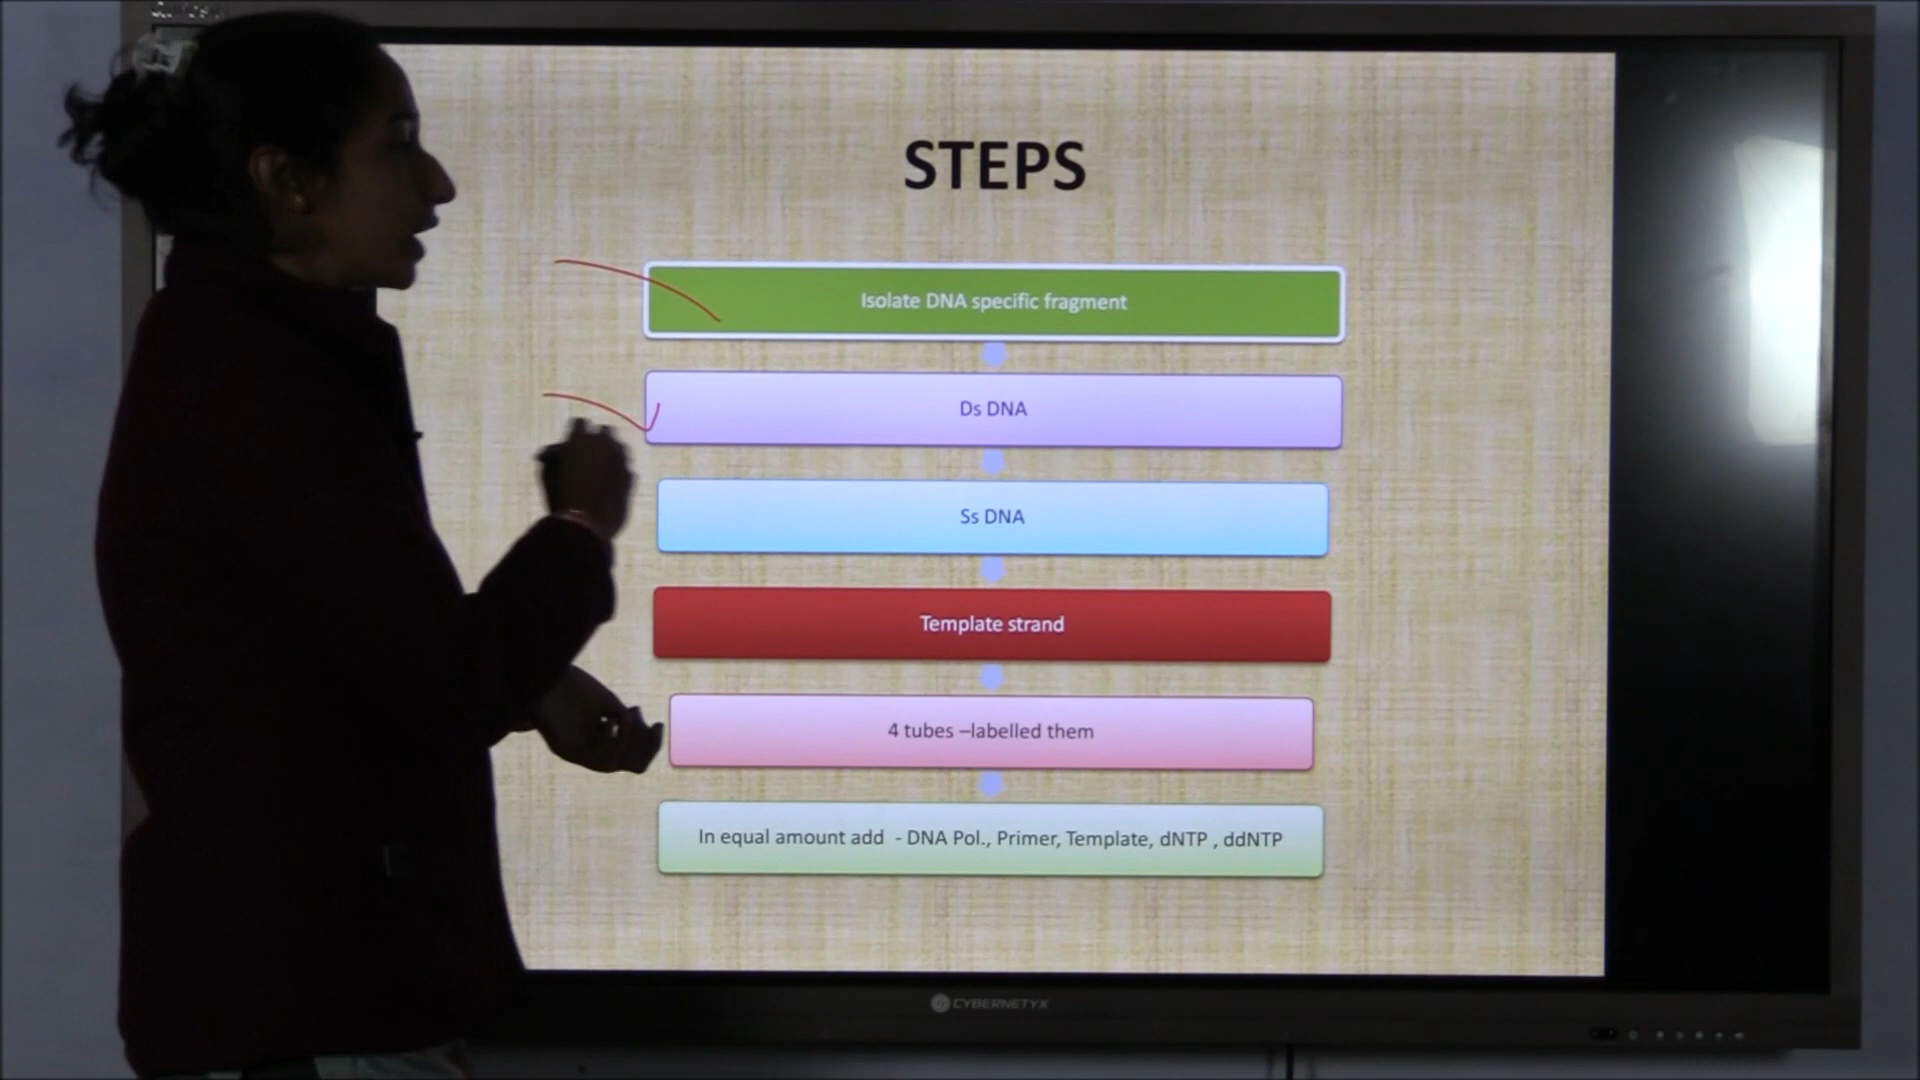 STEPS
Isolate DNA specific fragment
Ds DNA
Ss DNA
Template strand
4 tubes –labelled them
In equal amount add  - DNA Pol., Primer, Template, dNTP , ddNTP
CYBERNETYX